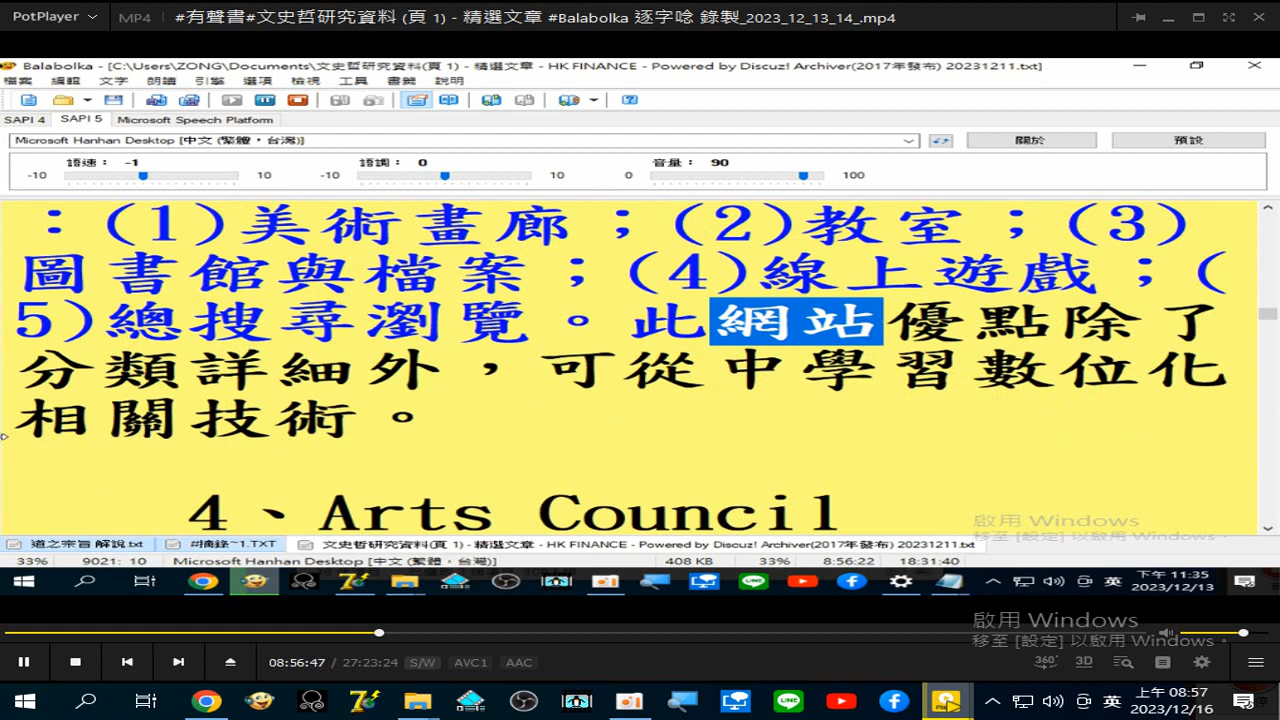 PotPlayer MP4 #有聲書#文史哲研究資料 (頁 1) - 精選文章 #Balabolka 逐字唸 錄製_2023_12_13_14_.mp4
Balabolka - [C:\Users\ZONG\Documents\文史哲研究資料(頁 1) - 精選文章 - HK FINANCE - Powered by Discuz! Archiver(2017年發布) 20231211.txt]
檔案 編輯 文字 朗讀 引擎 選項 檢視 工具 書籤 說明
SAPI 4 SAPI 5 Microsoft Speech Platform
Microsoft Hanhan Desktop [中文 (繁體，台灣)] 關於 預設
語速： -1 語調： 0 音量： 90
-10 10 -10 10 0 100
：(1)美術畫廊；(2)教室；(3)
圖書館與檔案；(4)線上遊戲；(
5)總搜尋瀏覽。此網站優點除了
分類詳細外，可從中學習數位化
相關技術。
4、Arts Council
啟用 Windows
移至 [設定] 以啟用 Windows。
道之宗旨 解說.txt #摘錄~1.TXT 文史哲研究資料(頁 1) - 精選文章 - HK FINANCE - Powered by Discuz! Archiver(2017年發布) 20231211.txt
33% 9021: 10 Microsoft Hanhan Desktop [中文 (繁體，台灣)] 408 KB 33% 8:56:22 18:31:40
英 下午 11:35
2023/12/13
啟用 Windows
移至 [設定] 以啟用 Windows。
08:56:47 / 27:23:24 S/W AVC1 AAC 360° 3D
英 上午 08:57
2023/12/16